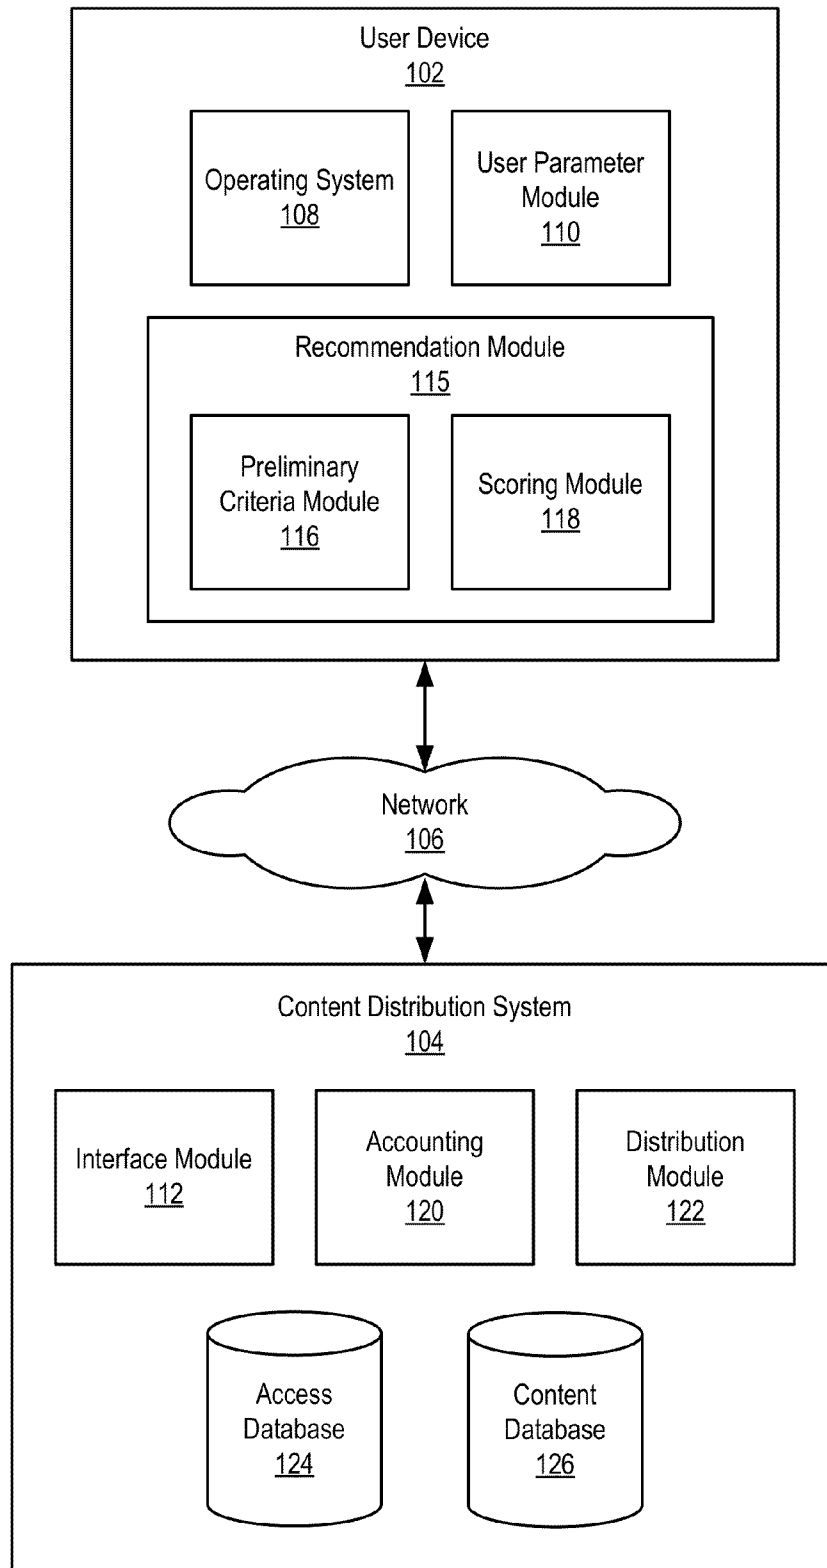 User Device
102
Operating System
108
User Parameter
Module
110
Recommendation Module
115
Preliminary
Criteria Module
116
Scoring Module
118
Network
106
Content Distribution System
104
Interface Module
112
Accounting
Module
120
Distribution
Module
122
Access
Database
124
Content
Database
126